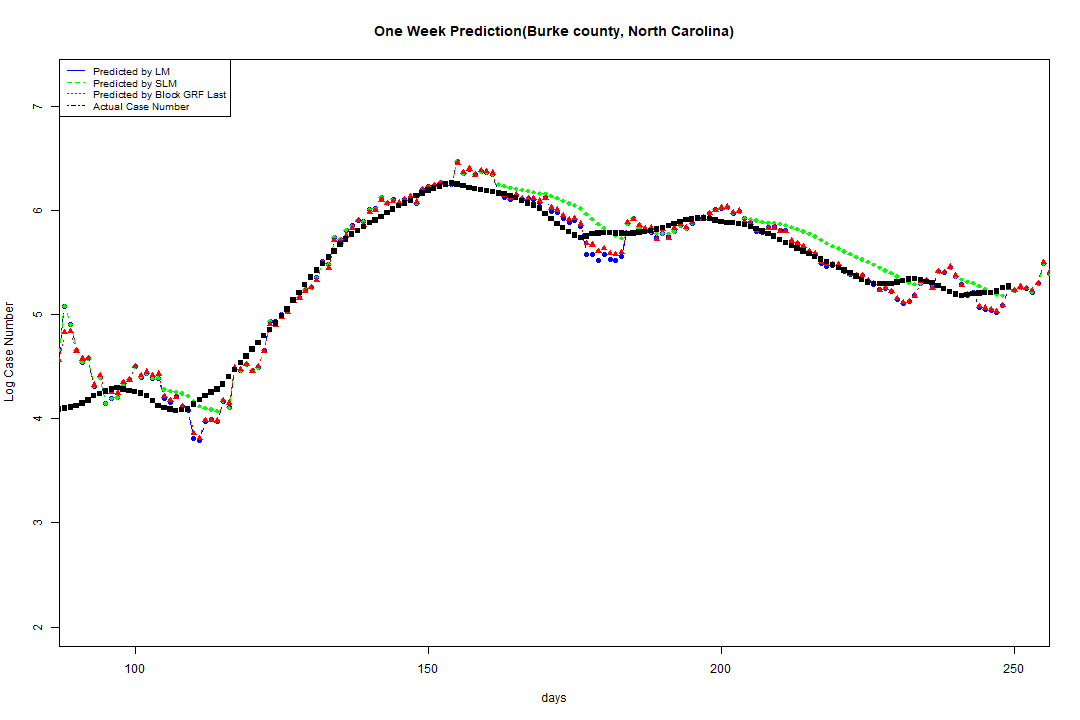 One Week Prediction(Burke county, North Carolina)
Predicted by LM
Predicted by SLM
Predicted by Block GRF Last
Actual Case Number
7
6
5
4
3
2
Log Case Number
100 150 200 250
days